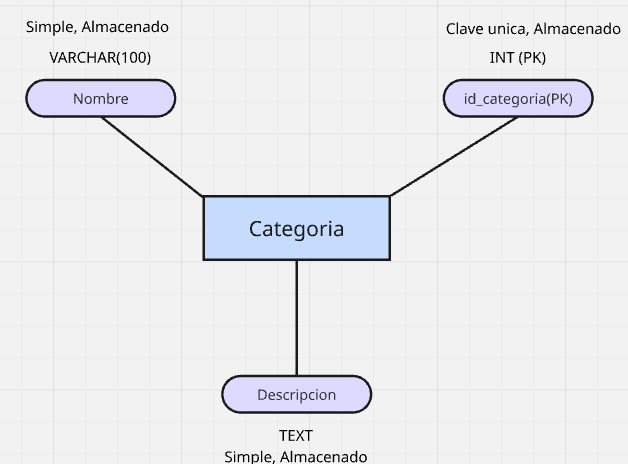 Simple, Almacenado
VARCHAR(100)
Nombre
Clave unica, Almacenado
INT (PK)
id_categoria(PK)
Categoria
Descripcion
TEXT
Simple, Almacenado